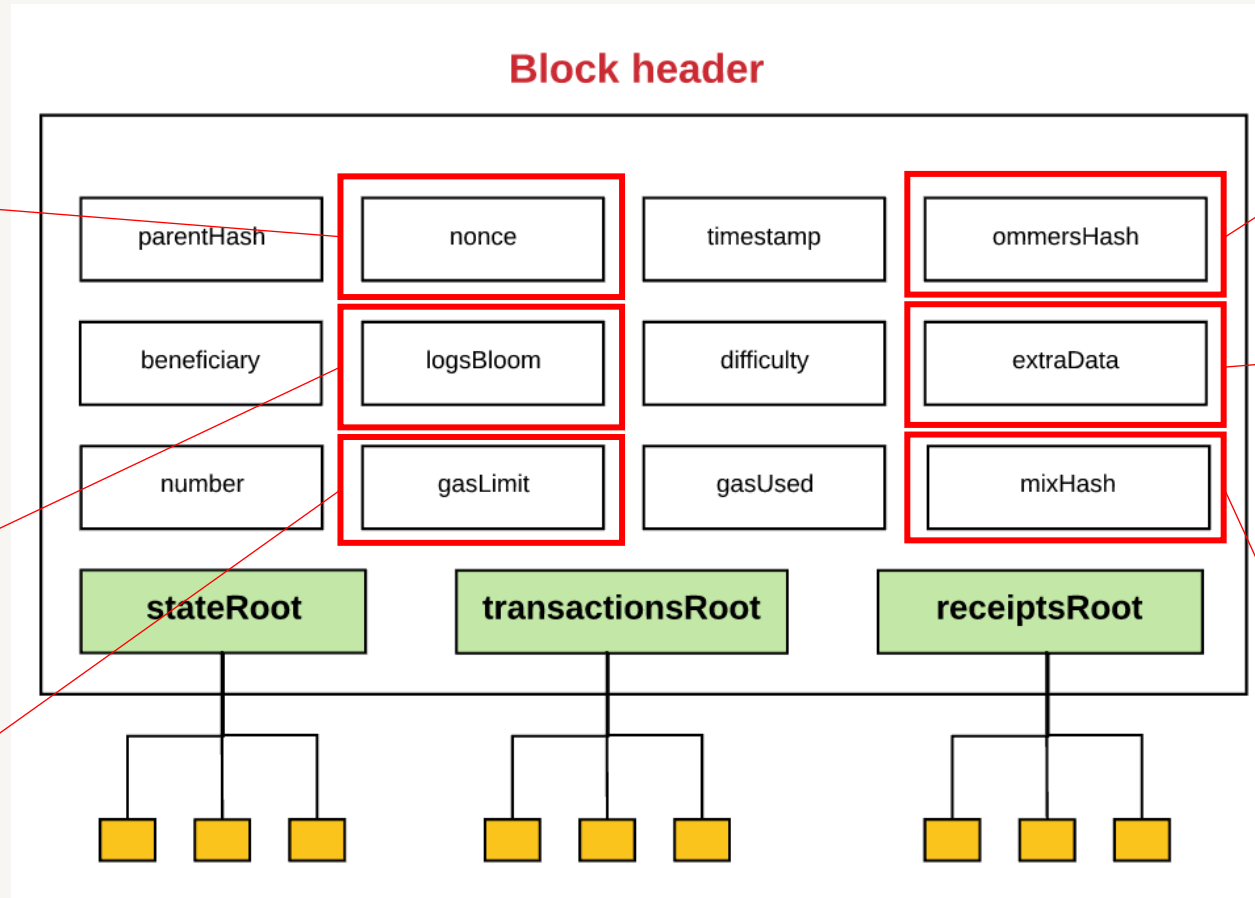 Block header
parentHash
nonce
timestamp
ommersHash
beneficiary
logsBloom
difficulty
extraData
number
gasLimit
gasUsed
mixHash
stateRoot
transactionsRoot
receiptsRoot